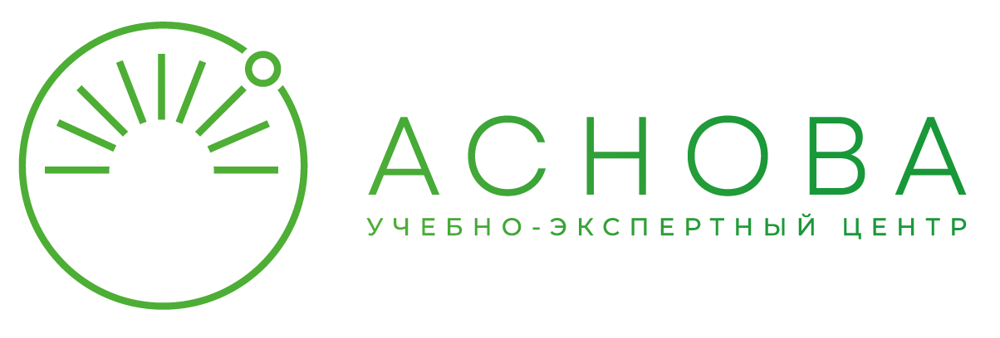 АСНОВА
УЧЕБНО-ЭКСПЕРТНЫЙ ЦЕНТР